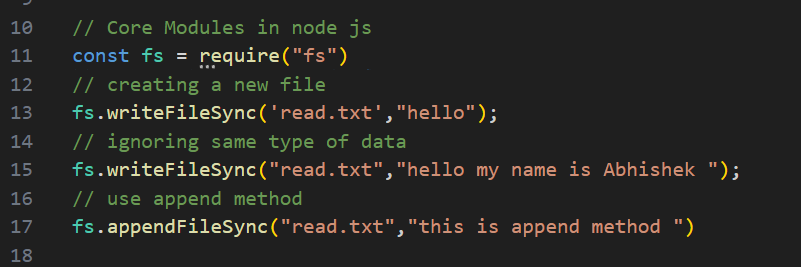 10 // Core Modules in node js
11 const fs = require("fs")
12 // creating a new file
13 fs.writeFileSync('read.txt',"hello");
14 // ignoring same type of data
15 fs.writeFileSync("read.txt","hello my name is Abhishek ");
16 // use append method
17 fs.appendFileSync("read.txt","this is append method ")
18